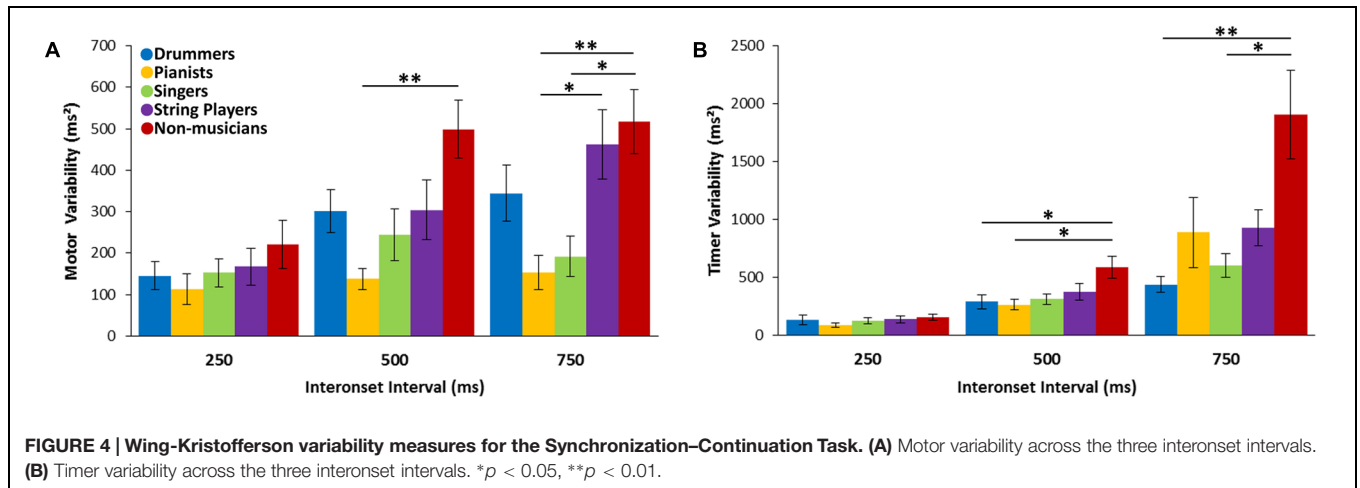 A
Motor Variability (ms²)
700
600
500
400
300
200
100
0
Drummers
Pianists
Singers
String Players
Non-musicians
**
**
*
*
250 500 750
Interonset Interval (ms)
B
Timer Variability (ms²)
2500
2000
1500
1000
500
0
*
*
**
*
250 500 750
Interonset Interval (ms)
FIGURE 4 | Wing-Kristofferson variability measures for the Synchronization–Continuation Task. (A) Motor variability across the three interonset intervals.
(B) Timer variability across the three interonset intervals. *p < 0.05, **p < 0.01.